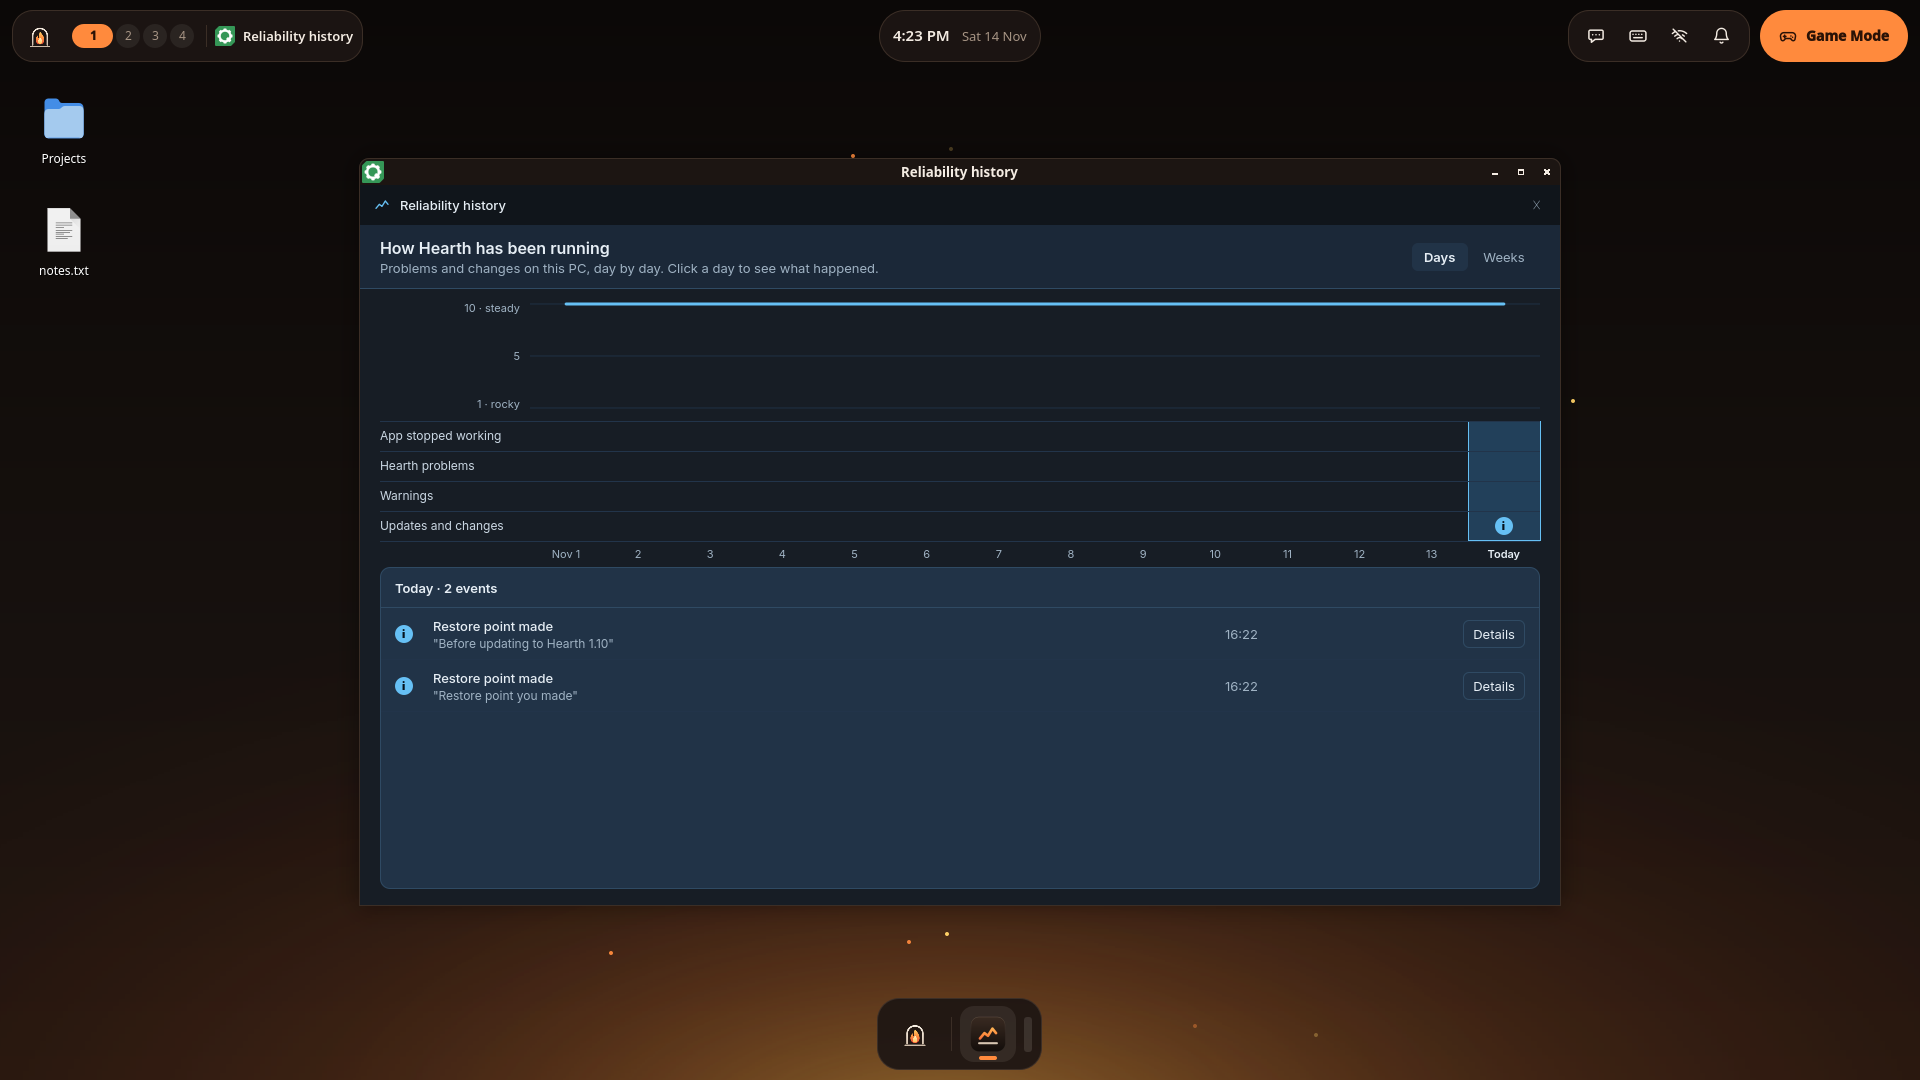 1 2 3 4 Reliability history
4:23 PM Sat 14 Nov
Game Mode
Projects
notes.txt
Reliability history
Reliability history
X
How Hearth has been running
Problems and changes on this PC, day by day. Click a day to see what happened.
Days Weeks
10 · steady
5
1 · rocky
App stopped working
Hearth problems
Warnings
Updates and changes
Nov 1 2 3 4 5 6 7 8 9 10 11 12 13 Today
Today · 2 events
Restore point made
"Before updating to Hearth 1.10"
16:22
Details
Restore point made
"Restore point you made"
16:22
Details